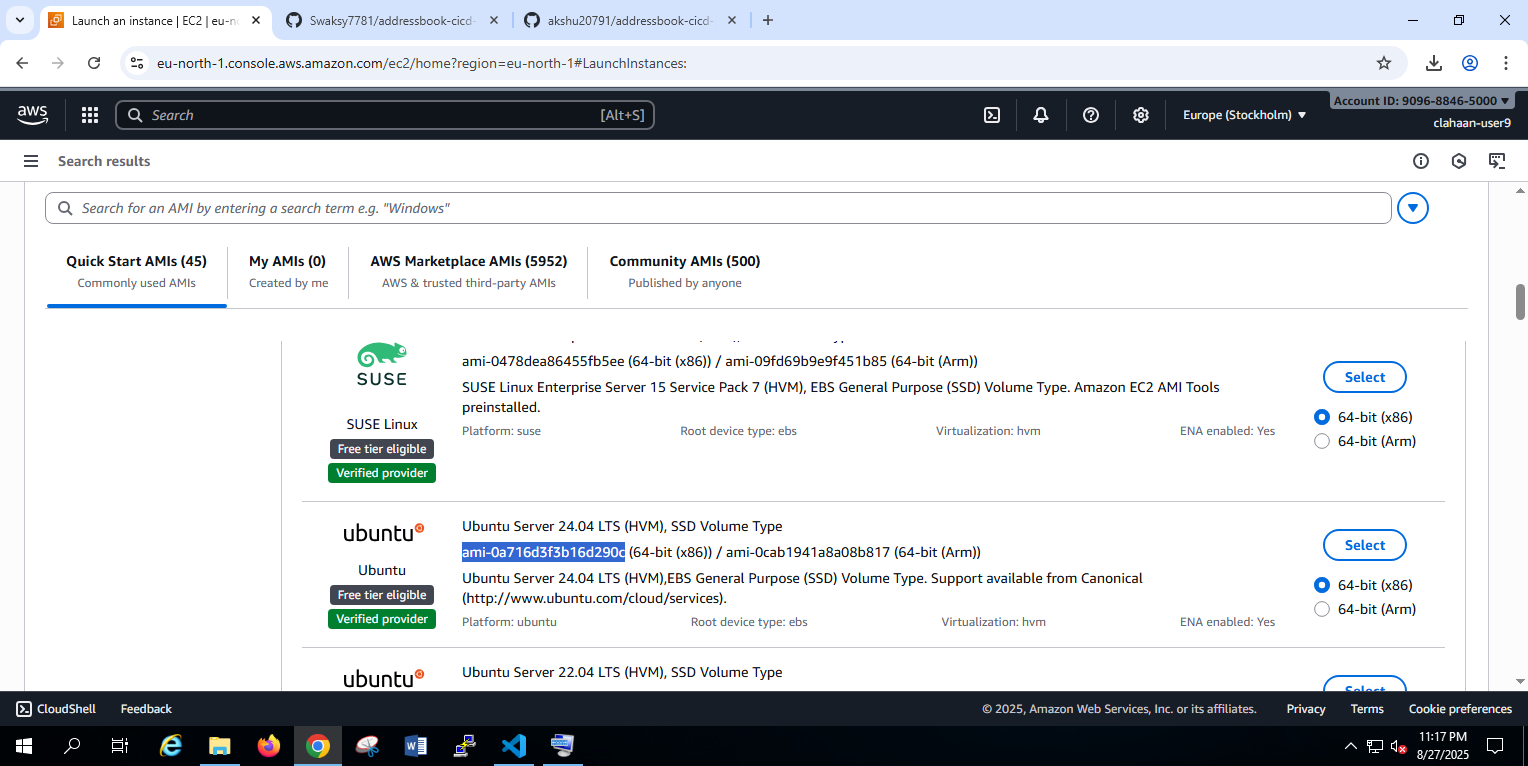 Launch an instance | EC2 | eu-n
Swaksy7781/addressbook-cicd-
akshu20791/addressbook-cicd-
eu-north-1.console.aws.amazon.com/ec2/home?region=eu-north-1#LaunchInstances:
aws
Search
[Alt+S]
Europe (Stockholm)
Account ID: 9096-8846-5000
clahaan-user9
Search results
Search for an AMI by entering a search term e.g. "Windows"
Quick Start AMIs (45)
Commonly used AMIs
My AMIs (0)
Created by me
AWS Marketplace AMIs (5952)
AWS & trusted third-party AMIs
Community AMIs (500)
Published by anyone
SUSE
SUSE Linux
Free tier eligible
Verified provider
ami-0478dea86455fb5ee (64-bit (x86)) / ami-09fd69b9e9f451b85 (64-bit (Arm))
SUSE Linux Enterprise Server 15 Service Pack 7 (HVM), EBS General Purpose (SSD) Volume Type. Amazon EC2 AMI Tools
preinstalled.
Platform: suse
Root device type: ebs
Virtualization: hvm
ENA enabled: Yes
Select
64-bit (x86)
64-bit (Arm)
ubuntu
Ubuntu
Free tier eligible
Verified provider
Ubuntu Server 24.04 LTS (HVM), SSD Volume Type
ami-0a716d3f3b16d290c (64-bit (x86)) / ami-0cab1941a8a08b817 (64-bit (Arm))
Ubuntu Server 24.04 LTS (HVM),EBS General Purpose (SSD) Volume Type. Support available from Canonical
(http://www.ubuntu.com/cloud/services).
Platform: ubuntu
Root device type: ebs
Virtualization: hvm
ENA enabled: Yes
Select
64-bit (x86)
64-bit (Arm)
ubuntu
Ubuntu Server 22.04 LTS (HVM), SSD Volume Type
Select
CloudShell
Feedback
© 2025, Amazon Web Services, Inc. or its affiliates.
Privacy
Terms
Cookie preferences
11:17 PM
8/27/2025